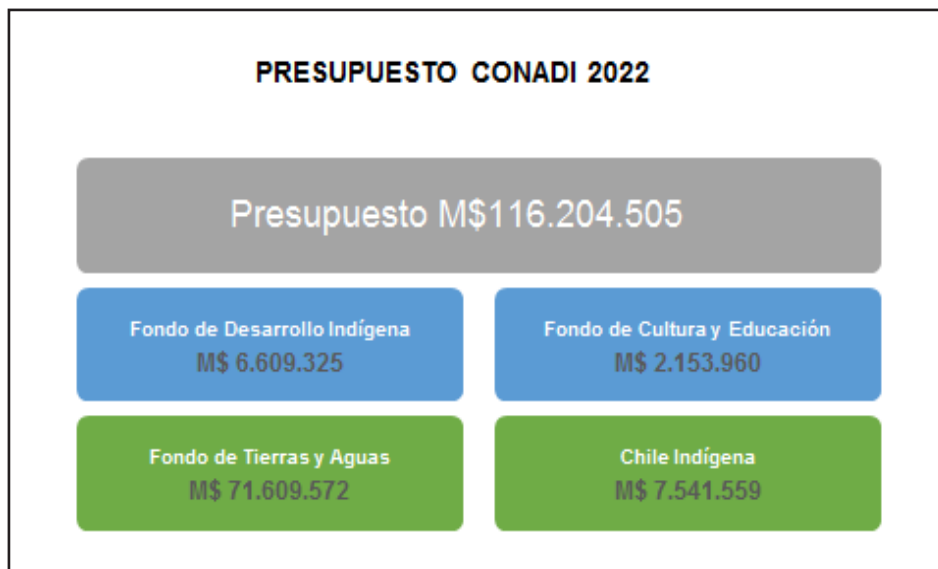 PRESUPUESTO CONADI 2022
Presupuesto M$116.204.505
Fondo de Desarrollo Indígena
M$ 6.609.325
Fondo de Cultura y Educación
M$ 2.153.960
Fondo de Tierras y Aguas
M$ 71.609.572
Chile Indígena
M$ 7.541.559